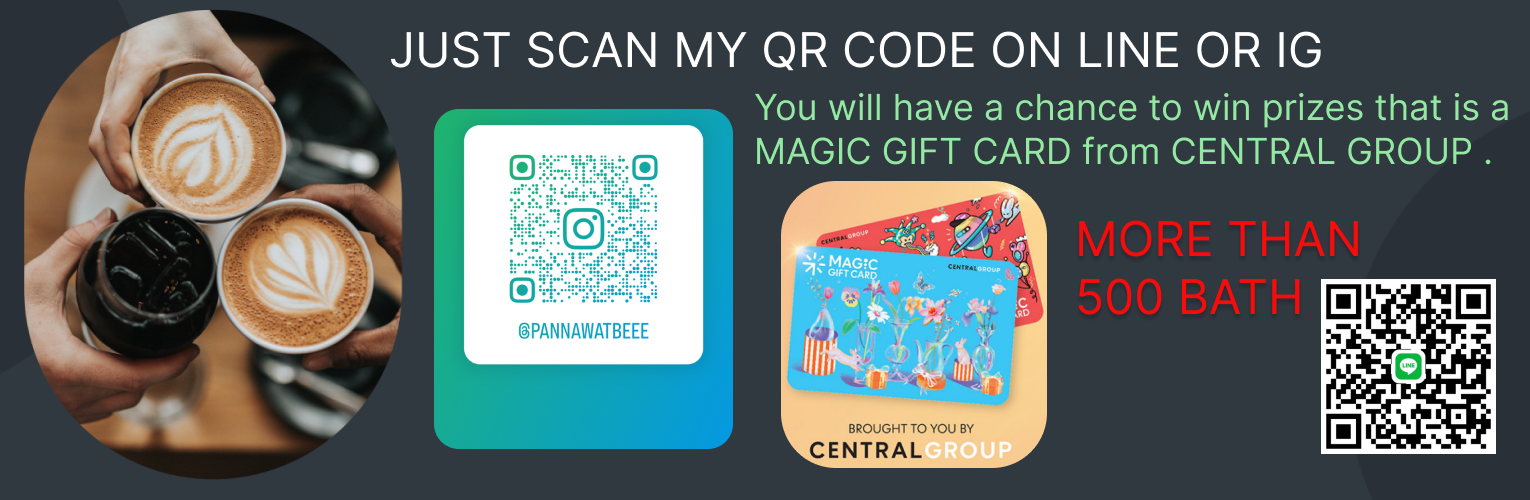 JUST SCAN MY QR CODE ON LINE OR IG
You will have a chance to win prizes that is a
MAGIC GIFT CARD from CENTRAL GROUP .
@PANNAWATBEEE
CENTRALGROUP
MAGIC
GIFT CARD
CENTRALGROUP
BROUGHT TO YOU BY
CENTRALGROUP
MORE THAN
500 BATH
LINE